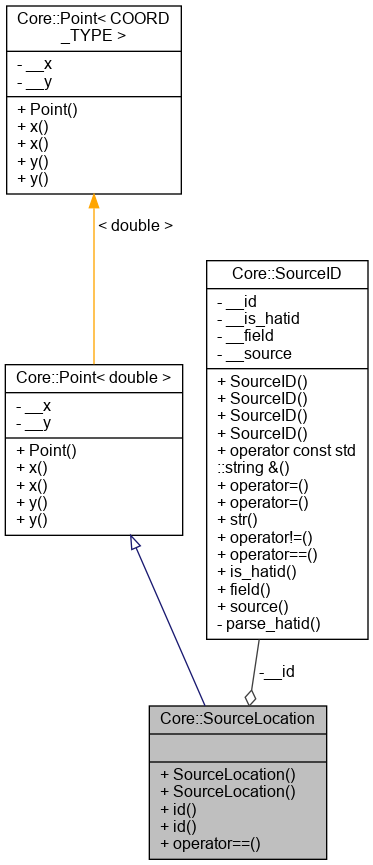 Core::Point< COORD
_TYPE >
- __x
- __y
+ Point()
+ x()
+ x()
+ y()
+ y()
< double >
Core::SourceID
- __id
- __is_hatid
- __field
- __source
+ SourceID()
+ SourceID()
+ SourceID()
+ SourceID()
+ operator const std
::string &()
+ operator=()
+ operator=()
+ str()
+ operator!=()
+ operator==()
+ is_hatid()
+ field()
+ source()
- parse_hatid()
Core::Point< double >
- __x
- __y
+ Point()
+ x()
+ x()
+ y()
+ y()
-__id
Core::SourceLocation
+ SourceLocation()
+ SourceLocation()
+ id()
+ id()
+ operator==()